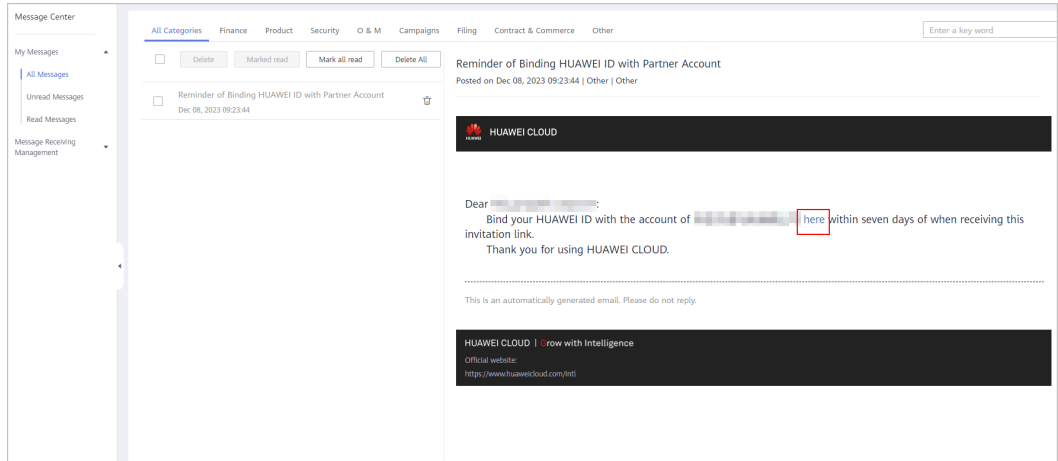 Message Center
My Messages
All Messages
Unread Messages
Read Messages
Message Receiving
Management
All Categories Finance Product Security O & M Campaigns Filing Contract & Commerce Other
Enter a key word
Delete Marked read Mark all read Delete All
Reminder of Binding HUAWEI ID with Partner Account
Dec 08, 2023 09:23:44
Reminder of Binding HUAWEI ID with Partner Account
Posted on Dec 08, 2023 09:23:44 | Other | Other
HUAWEI
HUAWEI CLOUD
Dear :
Bind your HUAWEI ID with the account of here within seven days of when receiving this
invitation link.
Thank you for using HUAWEI CLOUD.
This is an automatically generated email. Please do not reply.
HUAWEI CLOUD | Grow with Intelligence
Official website:
https://www.huaweicloud.com/intl